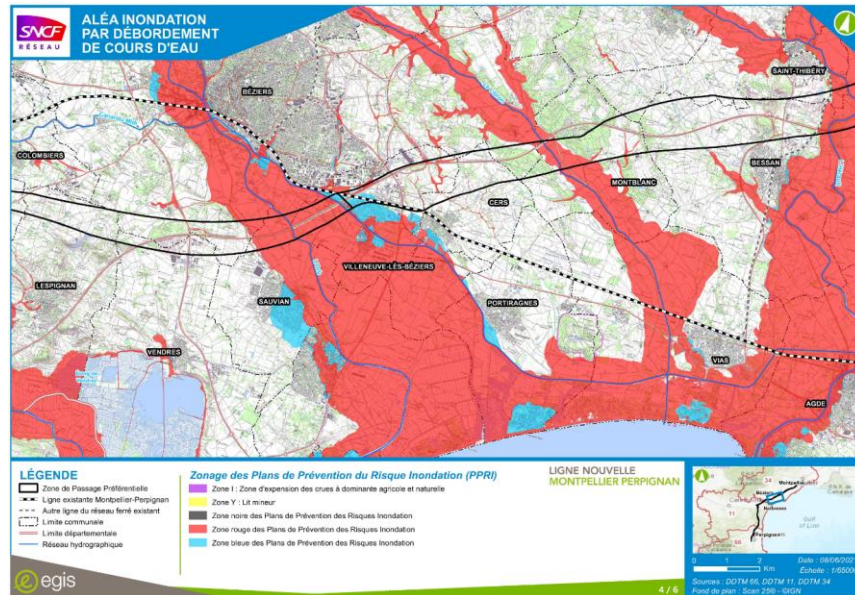 SNCF
RÉSEAU
ALÉA INONDATION
PAR DÉBORDEMENT
DE COURS D'EAU
SAINT-THIBÉRY
BÉZIERS
COLOMBIERS
BESSAN
MONTBLANC
CERS
VILLENEUVE-LÈS-BÉZIERS
LESPIGNAN
SAUVIAN
PORTIRAGNES
VENDRES
VIAS
AGDE
LÉGENDE
Zone de Passage Préférentielle
Ligne existante Montpellier-Perpignan
Autre ligne du réseau ferré existant
Limite communale
Limite départementale
Réseau hydrographique
Zonage des Plans de Prévention du Risque Inondation (PPRI)
Zone I : Zone d'expension des crues à dominante agricole et naturelle
Zone Y : Lit mineur
Zone noire des Plans de Prévention des Risques Inondation
Zone rouge des Plans de Prévention des Risques Inondation
Zone bleue des Plans de Prévention des Risques Inondation
LIGNE NOUVELLE
MONTPELLIER PERPIGNAN
34
11
66
Béziers
Narbonne
Perpignan
Gulf
of
0 1 2
Km
Échelle : 1/65000
Sources : DDTM 66, DDTM 11, DDTM 34
Fond de plan : Scan 25® - ©IGN
egis
4 / 6